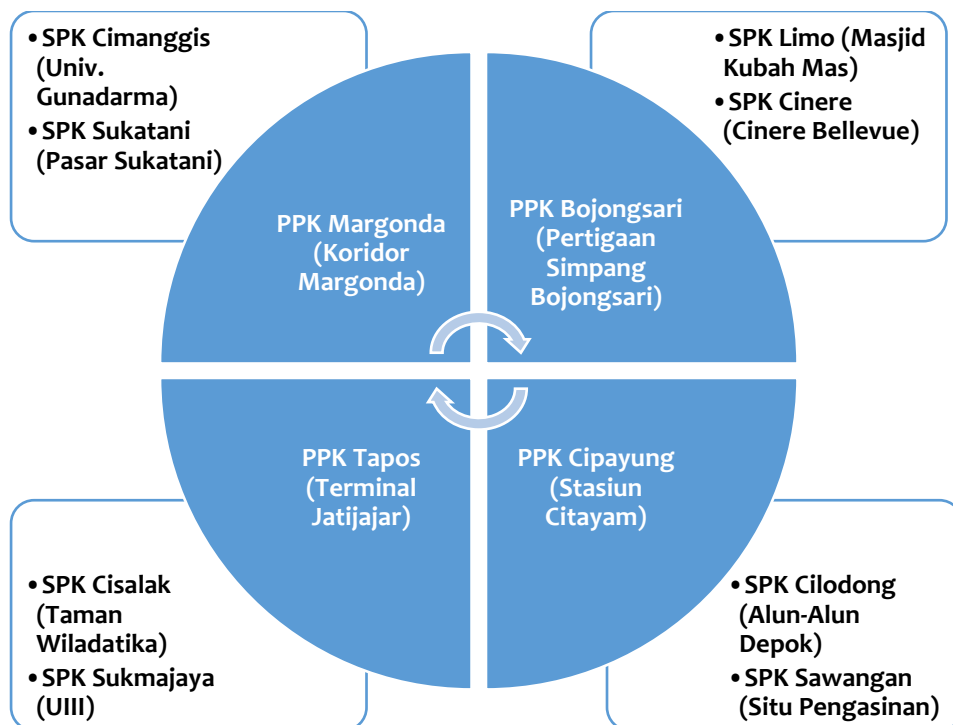 • SPK Cimanggis
(Univ.
Gunadarma)
• SPK Sukatani
(Pasar Sukatani)
• SPK Limo (Masjid
Kubah Mas)
• SPK Cinere
(Cinere Bellevue)
PPK Margonda
(Koridor
Margonda)
PPK Bojongsari
(Pertigaan
Simpang
Bojongsari)
PPK Tapos
(Terminal
Jatijajar)
PPK Cipayung
(Stasiun
Citayam)
• SPK Cisalak
(Taman
Wiladatika)
• SPK Sukmajaya
(UIII)
• SPK Cilodong
(Alun-Alun
Depok)
• SPK Sawangan
(Situ Pengasinan)